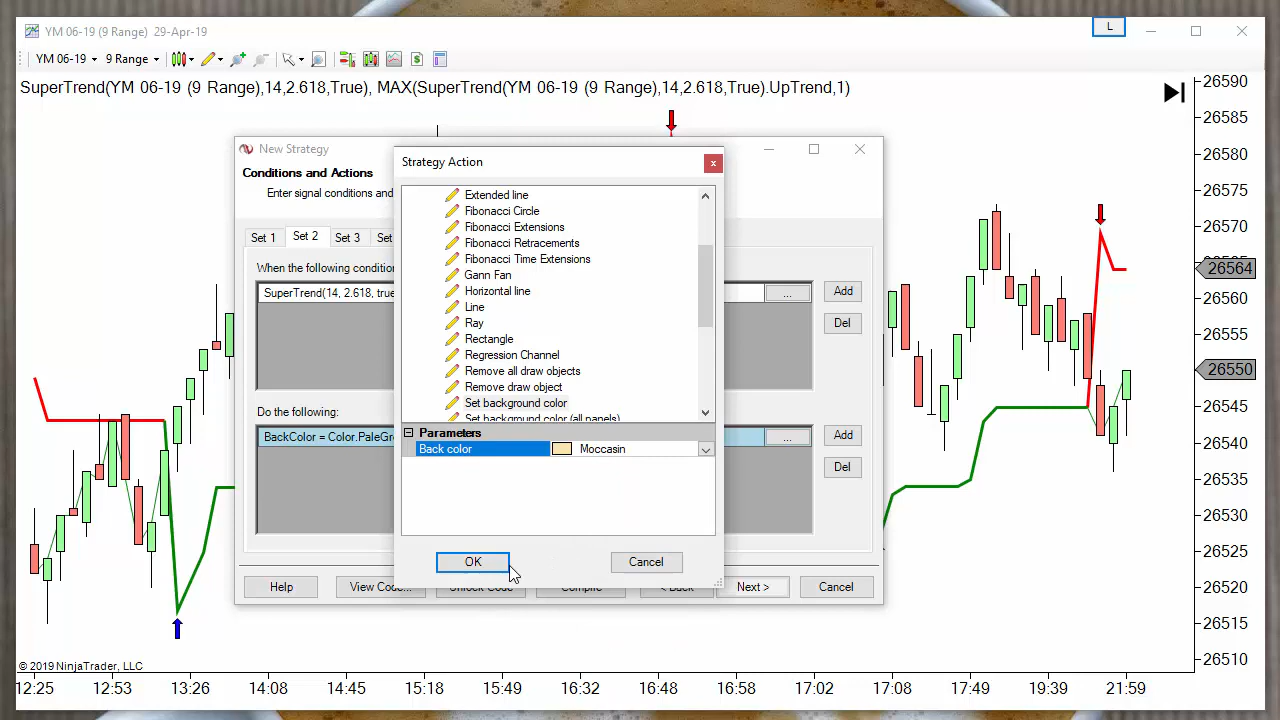 YM 06-19 (9 Range) 29-Apr-19
L
YM 06-19 9 Range
SuperTrend(YM 06-19 (9 Range),14,2.618,True), MAX(SuperTrend(YM 06-19 (9 Range),14,2.618,True).UpTrend,1)
New Strategy
Conditions and Actions
Enter signal conditions and
Set 1 Set 2 Set 3 Set
When the following condition
SuperTrend(14, 2.618, true
... Add
Del
Do the following:
BackColor = Color.PaleGr
... Add
Del
Help View Code... Unlock Code Compile < Back Next > Cancel
Strategy Action
x
Extended line
Fibonacci Circle
Fibonacci Extensions
Fibonacci Retracements
Fibonacci Time Extensions
Gann Fan
Horizontal line
Line
Ray
Rectangle
Regression Channel
Remove all draw objects
Remove draw object
Set background color
Set background color (all panels)
Parameters
Back color Moccasin
OK Cancel
26590
26585
26580
26575
26570
26564
26560
26555
26550
26545
26540
26535
26530
26525
26520
26515
26510
© 2019 NinjaTrader, LLC
12:25 12:53 13:26 14:08 14:45 15:18 15:49 16:32 16:48 16:58 17:02 17:08 17:49 19:39 21:59